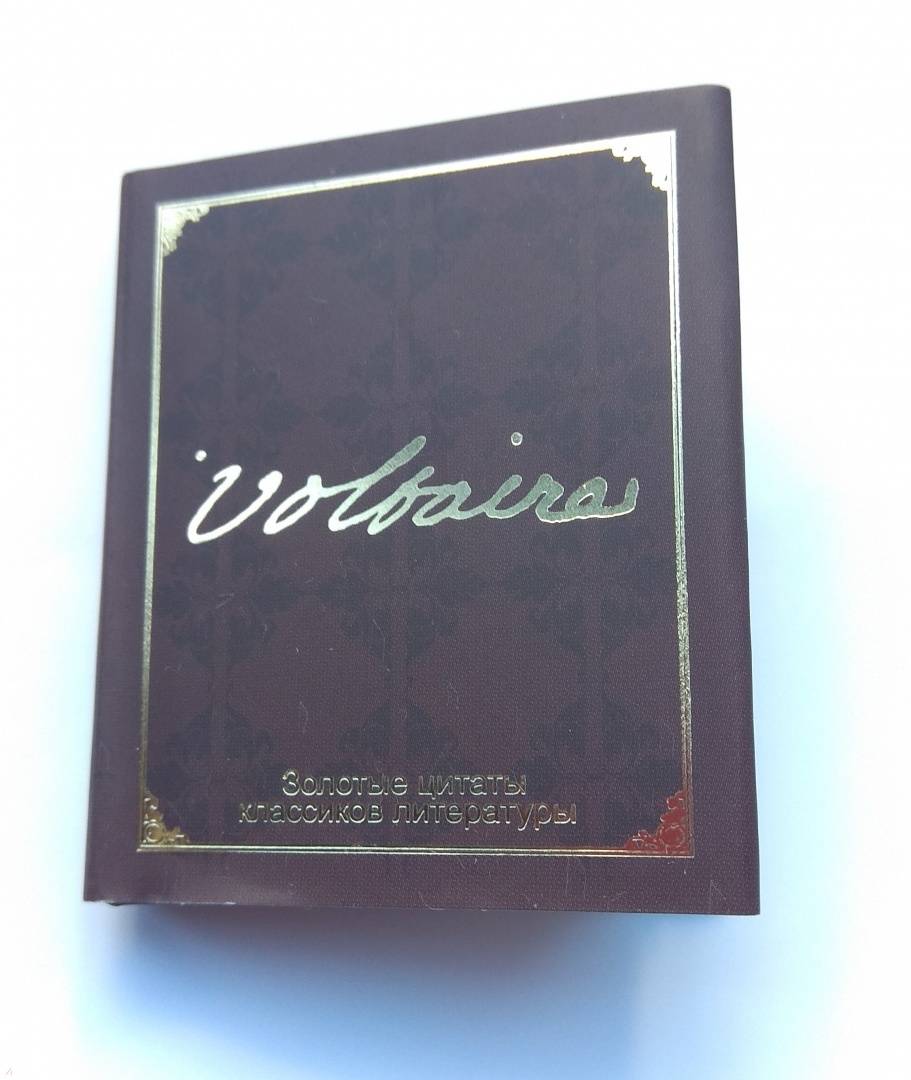 Voltaire
Золотые цитаты
классиков литературы